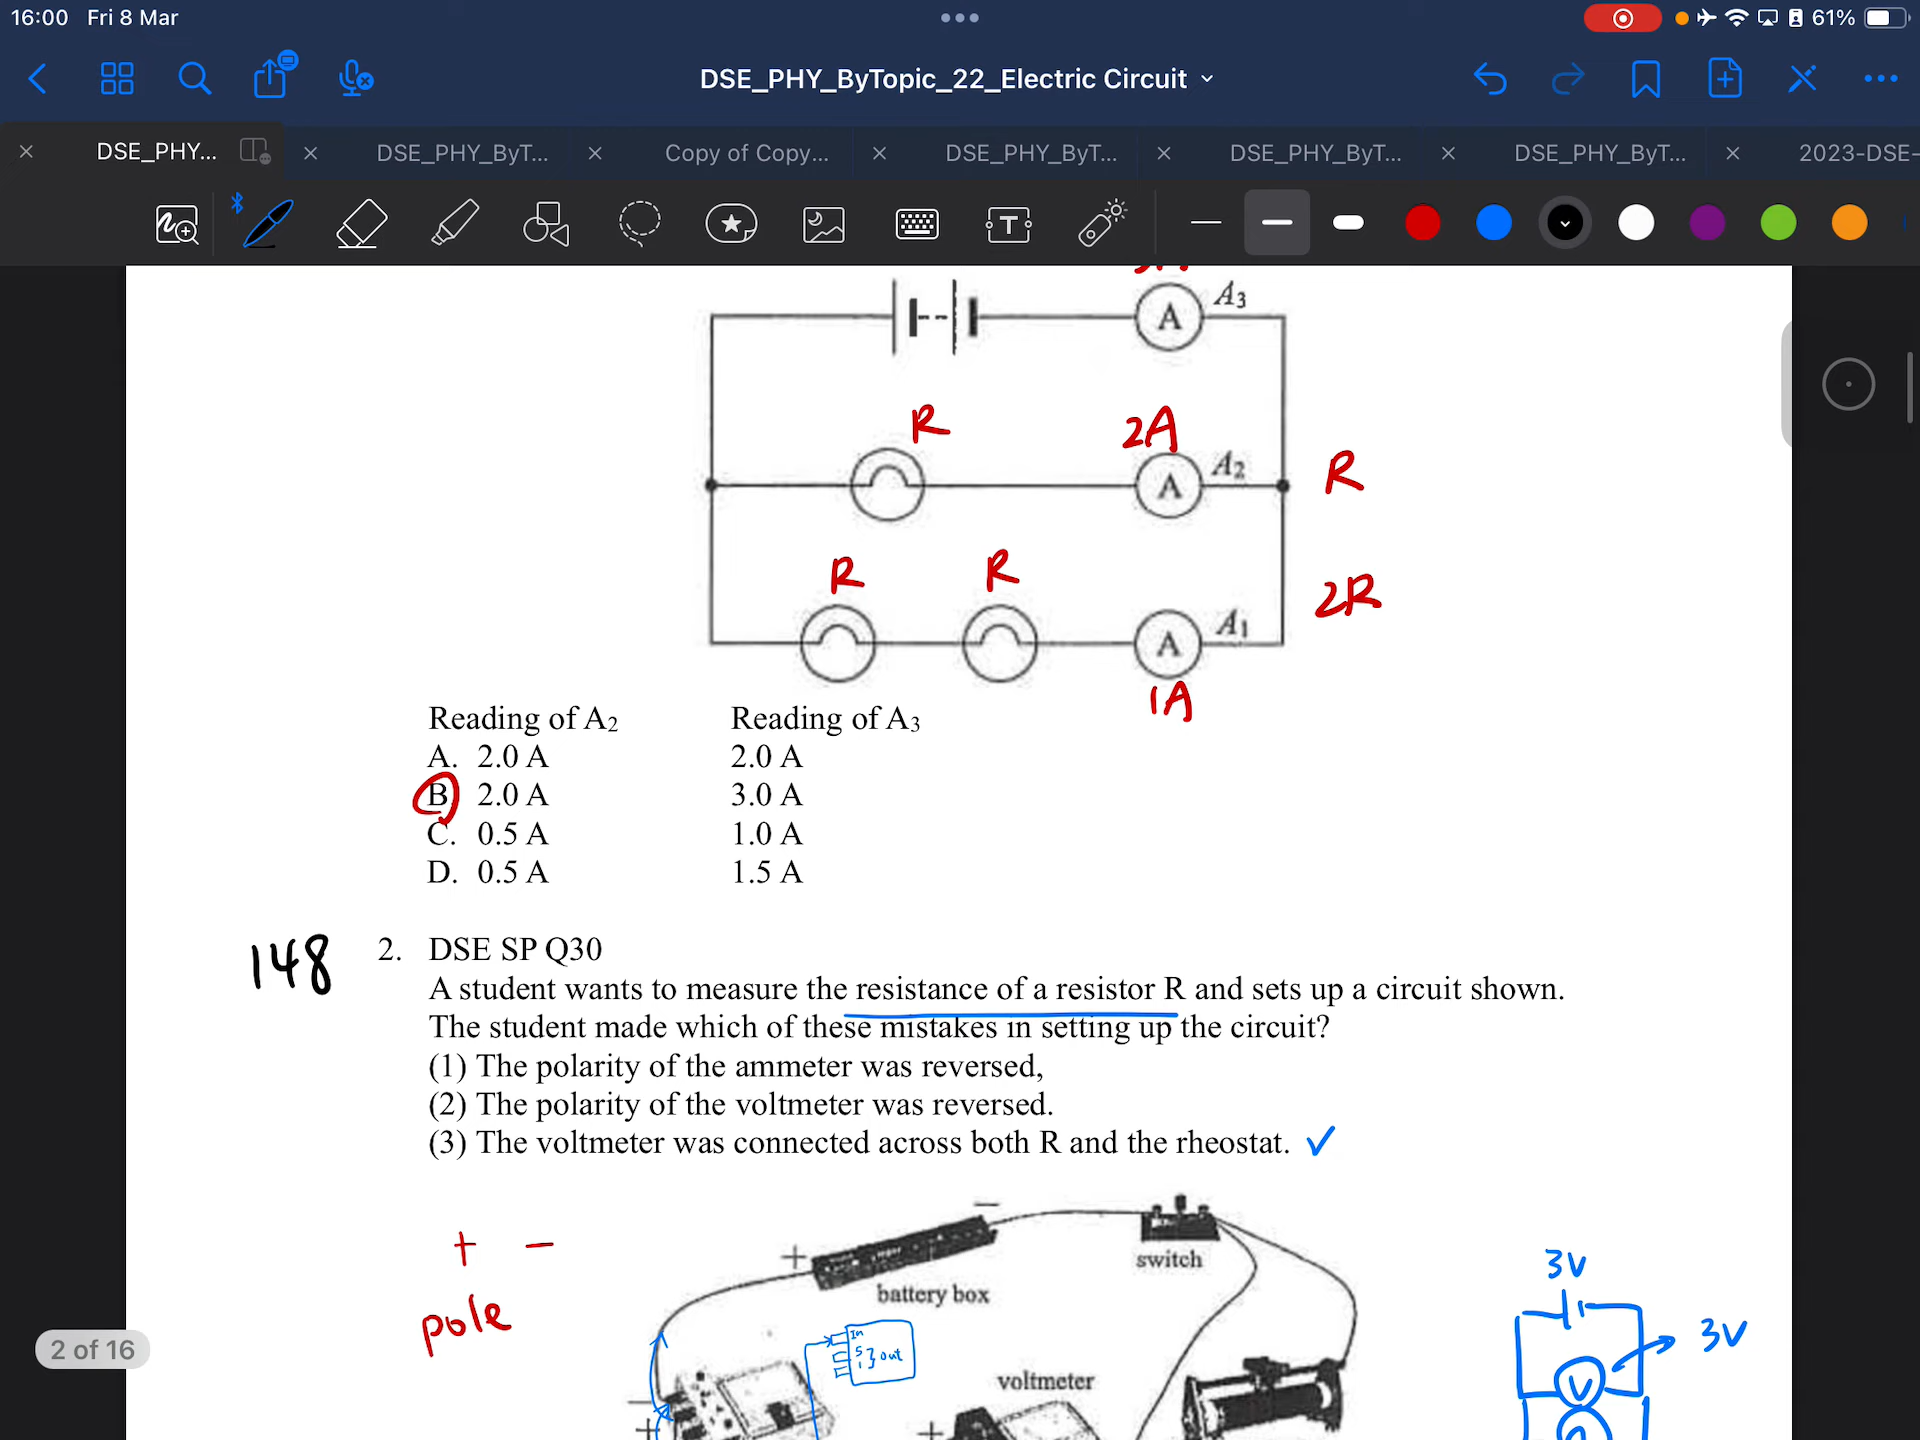 16:00 Fri 8 Mar
61%
DSE_PHY_ByTopic_22_Electric Circuit
DSE_PHY...
DSE_PHY_ByT...
Copy of Copy...
DSE_PHY_ByT...
DSE_PHY_ByT...
DSE_PHY_ByT...
2023-DSE-
T
A A3
R 2A
A A2 R
R R 2R
A A1
1A
Reading of A2 Reading of A3
A. 2.0 A 2.0 A
B 2.0 A 3.0 A
C. 0.5 A 1.0 A
D. 0.5 A 1.5 A
148 2. DSE SP Q30
A student wants to measure the resistance of a resistor R and sets up a circuit shown.
The student made which of these mistakes in setting up the circuit?
(1) The polarity of the ammeter was reversed,
(2) The polarity of the voltmeter was reversed.
(3) The voltmeter was connected across both R and the rheostat. ✓
+ −
pole
+ −
battery box
switch
3V
3V
V
In
5 } out
1
voltmeter
−
+
+
2 of 16